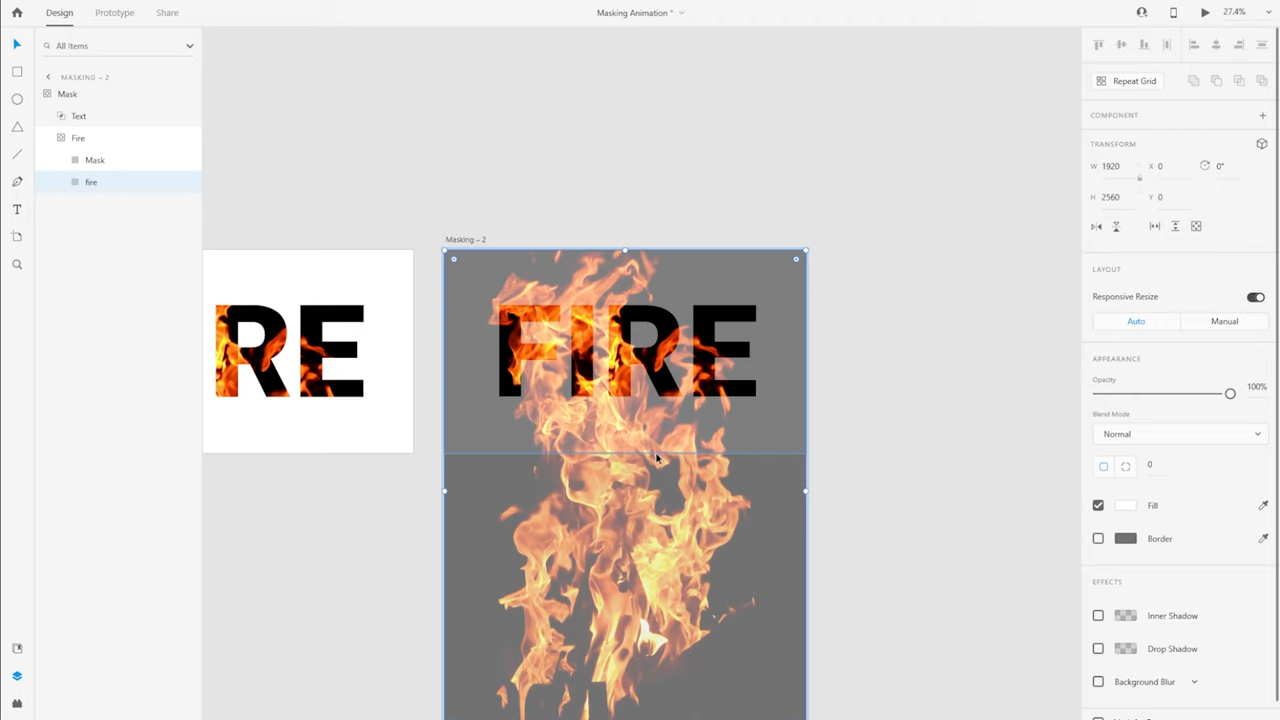 Design Prototype Share Masking Animation * 27.4%
All Items
MASKING – 2
Mask
Text
Fire
Mask
fire
T
RE
Masking – 2
FIRE
Repeat Grid
COMPONENT
TRANSFORM
W 1920 X 0 0°
H 2560 Y 0
LAYOUT
Responsive Resize
Auto Manual
APPEARANCE
Opacity 100%
Blend Mode
Normal
0
Fill
Border
EFFECTS
Inner Shadow
Drop Shadow
Background Blur